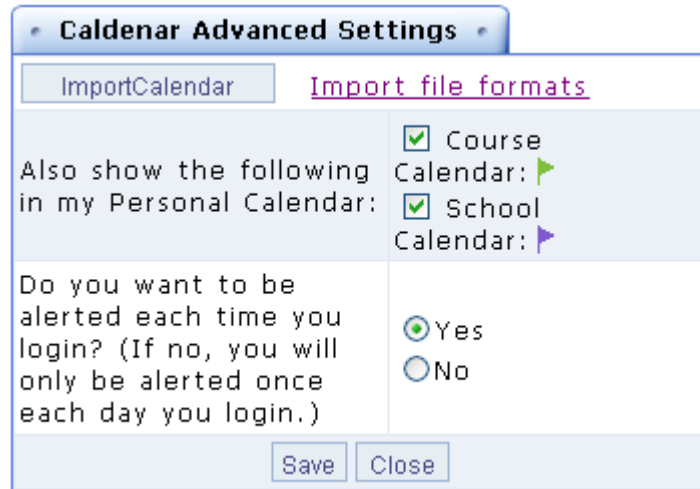 Caldenar Advanced Settings
ImportCalendar Import file formats
Also show the following
in my Personal Calendar:
Course
Calendar:
School
Calendar:
Do you want to be
alerted each time you
login? (If no, you will
only be alerted once
each day you login.)
Yes
No
Save Close